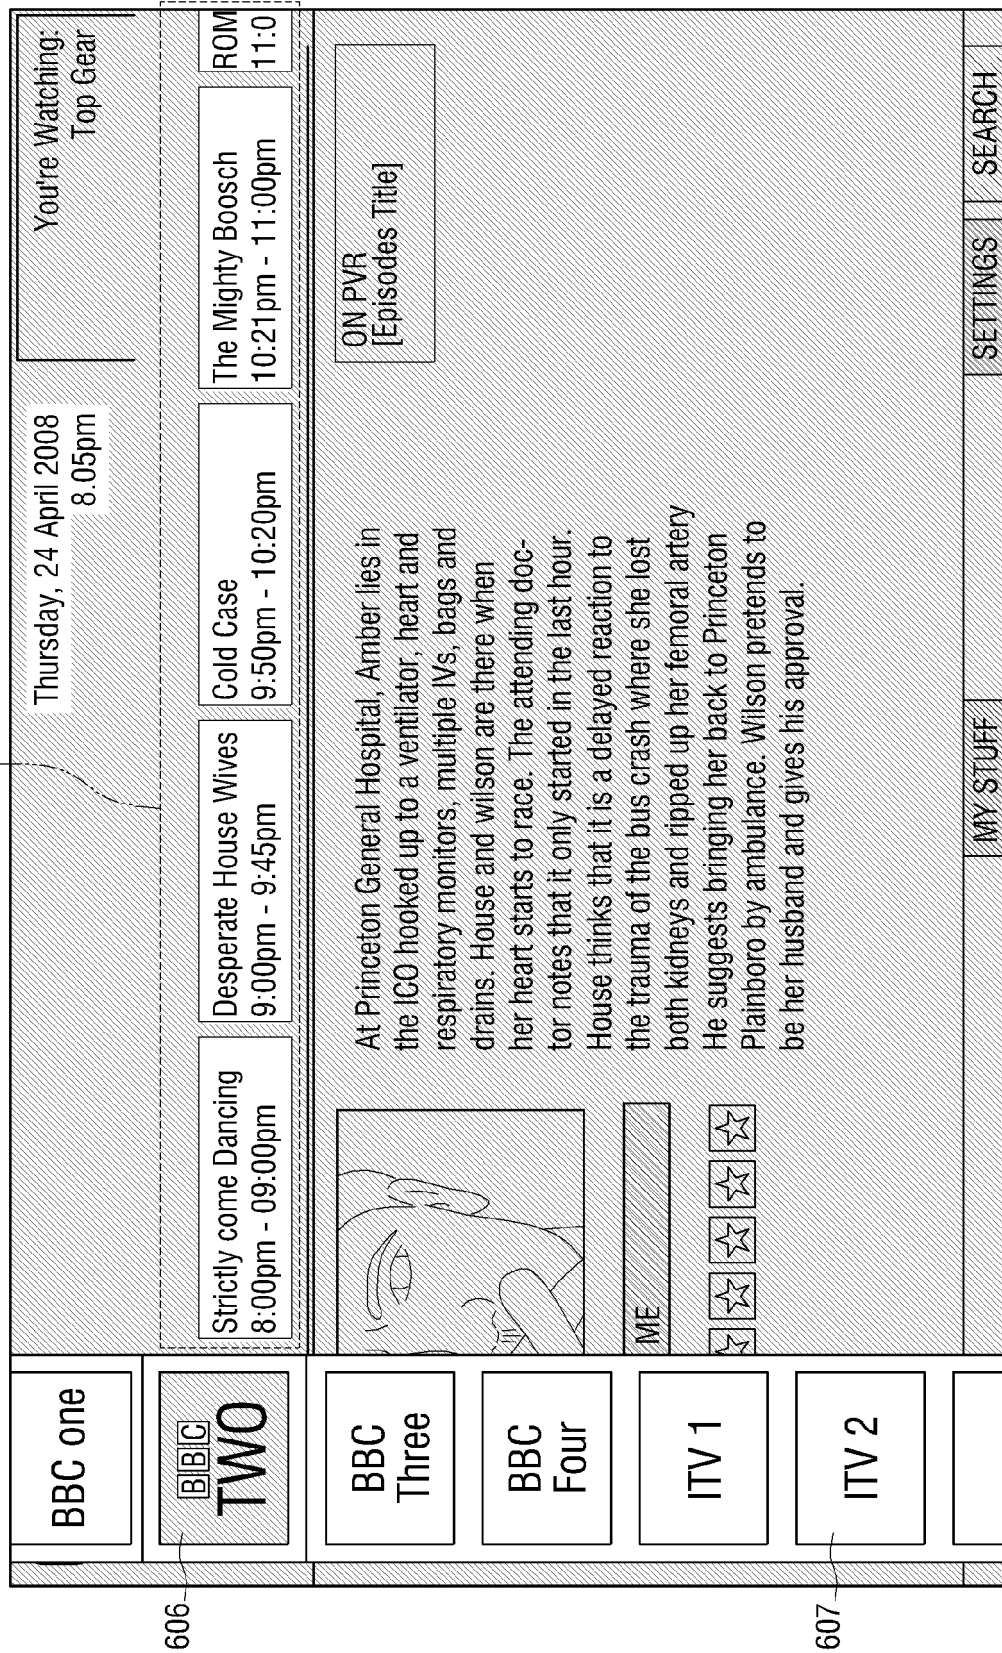 Thursday, 24 April 2008
8.05pm
You're Watching:
Top Gear
BBC one
606
BBC
TWO
Strictly come Dancing
8:00pm - 09:00pm
Desperate House Wives
9:00pm - 9:45pm
Cold Case
9:50pm - 10:20pm
The Mighty Boosch
10:21pm - 11:00pm
ROM
11:0
BBC
Three
BBC
Four
ITV 1
607
ITV 2
ME
At Princeton General Hospital, Amber lies in
the ICO hooked up to a ventilator, heart and
respiratory monitors, multiple IVs, bags and
drains. House and wilson are there when
her heart starts to race. The attending doc-
tor notes that it only started in the last hour.
House thinks that it is a delayed reaction to
the trauma of the bus crash where she lost
both kidneys and ripped up her femoral artery
He suggests bringing her back to Princeton
Plainboro by ambulance. Wilson pretends to
be her husband and gives his approval.
ON PVR
[Episodes Title]
MY STUFF
SETTINGS
SEARCH